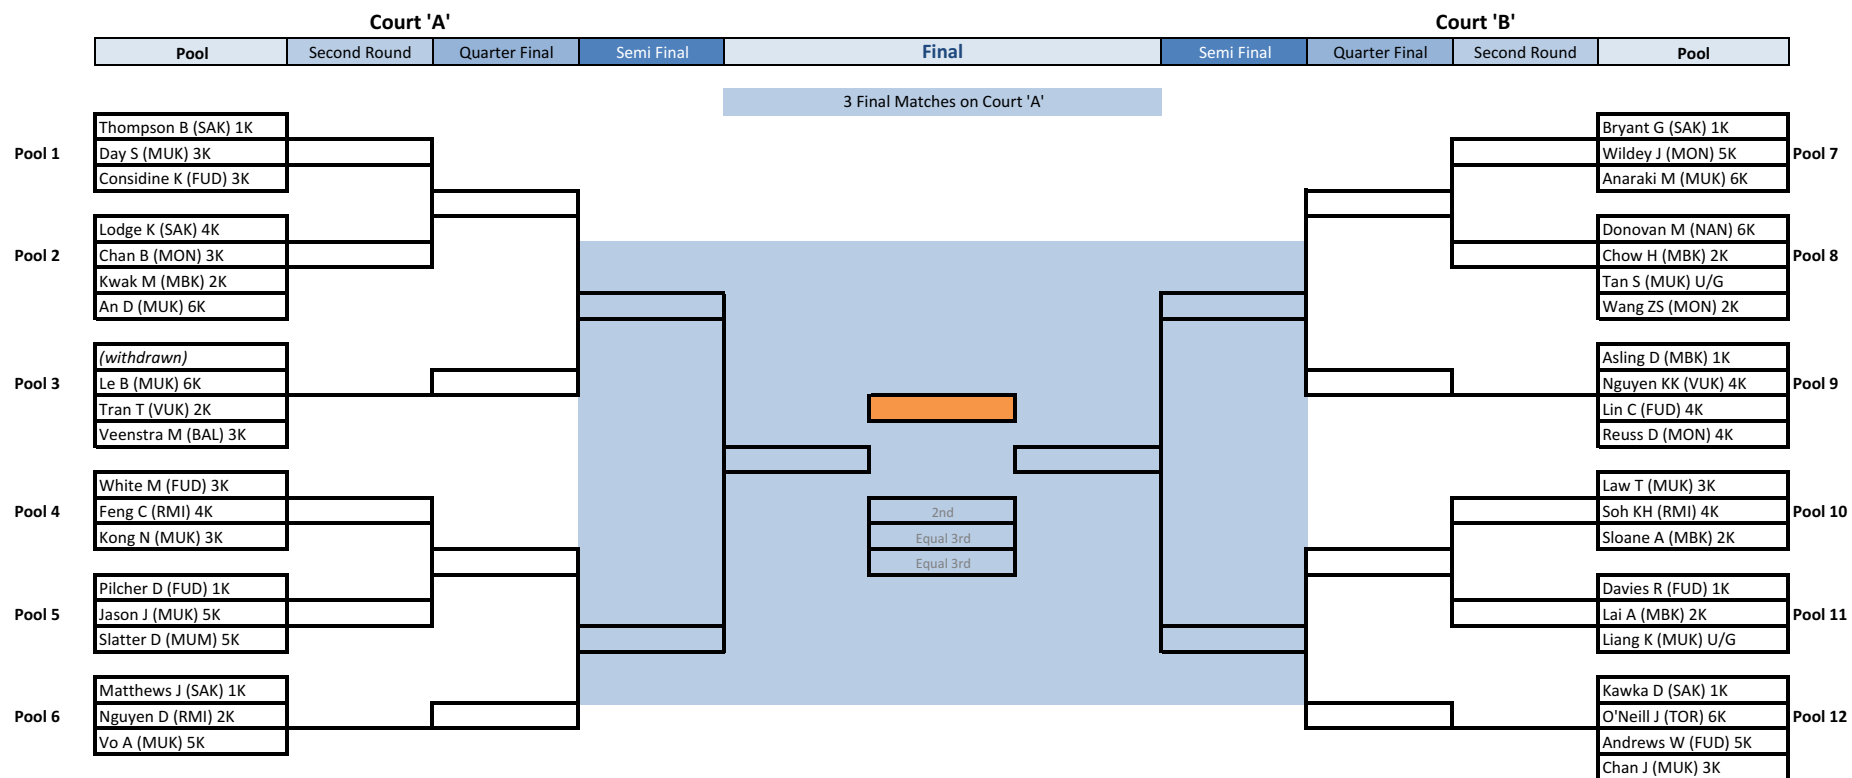 Court 'A'
Court 'B'
Pool Second Round Quarter Final Semi Final Final Semi Final Quarter Final Second Round Pool
3 Final Matches on Court 'A'
Pool 1
Thompson B (SAK) 1K
Day S (MUK) 3K
Considine K (FUD) 3K
Pool 2
Lodge K (SAK) 4K
Chan B (MON) 3K
Kwak M (MBK) 2K
An D (MUK) 6K
Pool 3
(withdrawn)
Le B (MUK) 6K
Tran T (VUK) 2K
Veenstra M (BAL) 3K
Pool 4
White M (FUD) 3K
Feng C (RMI) 4K
Kong N (MUK) 3K
Pool 5
Pilcher D (FUD) 1K
Jason J (MUK) 5K
Slatter D (MUM) 5K
Pool 6
Matthews J (SAK) 1K
Nguyen D (RMI) 2K
Vo A (MUK) 5K
2nd
Equal 3rd
Equal 3rd
Bryant G (SAK) 1K
Wildey J (MON) 5K
Anaraki M (MUK) 6K
Pool 7
Donovan M (NAN) 6K
Chow H (MBK) 2K
Tan S (MUK) U/G
Wang ZS (MON) 2K
Pool 8
Asling D (MBK) 1K
Nguyen KK (VUK) 4K
Lin C (FUD) 4K
Reuss D (MON) 4K
Pool 9
Law T (MUK) 3K
Soh KH (RMI) 4K
Sloane A (MBK) 2K
Pool 10
Davies R (FUD) 1K
Lai A (MBK) 2K
Liang K (MUK) U/G
Pool 11
Kawka D (SAK) 1K
O'Neill J (TOR) 6K
Andrews W (FUD) 5K
Chan J (MUK) 3K
Pool 12